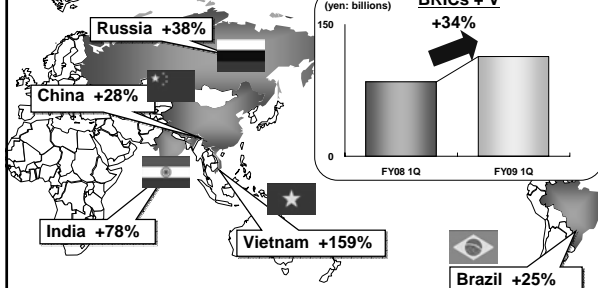 (yen: billions)
BRICs + V
+34%
150
0
FY08 1Q
FY09 1Q
Russia +38%
China +28%
India +78%
Vietnam +159%
Brazil +25%